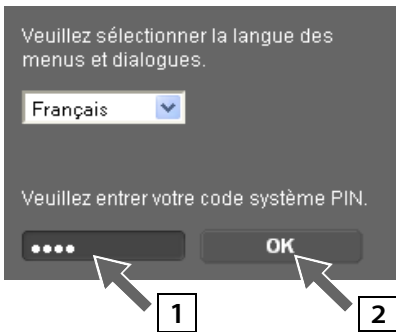 Veuillez sélectionner la langue des
menus et dialogues.
Français
Veuillez entrer votre code système PIN.
•••• OK
1 2